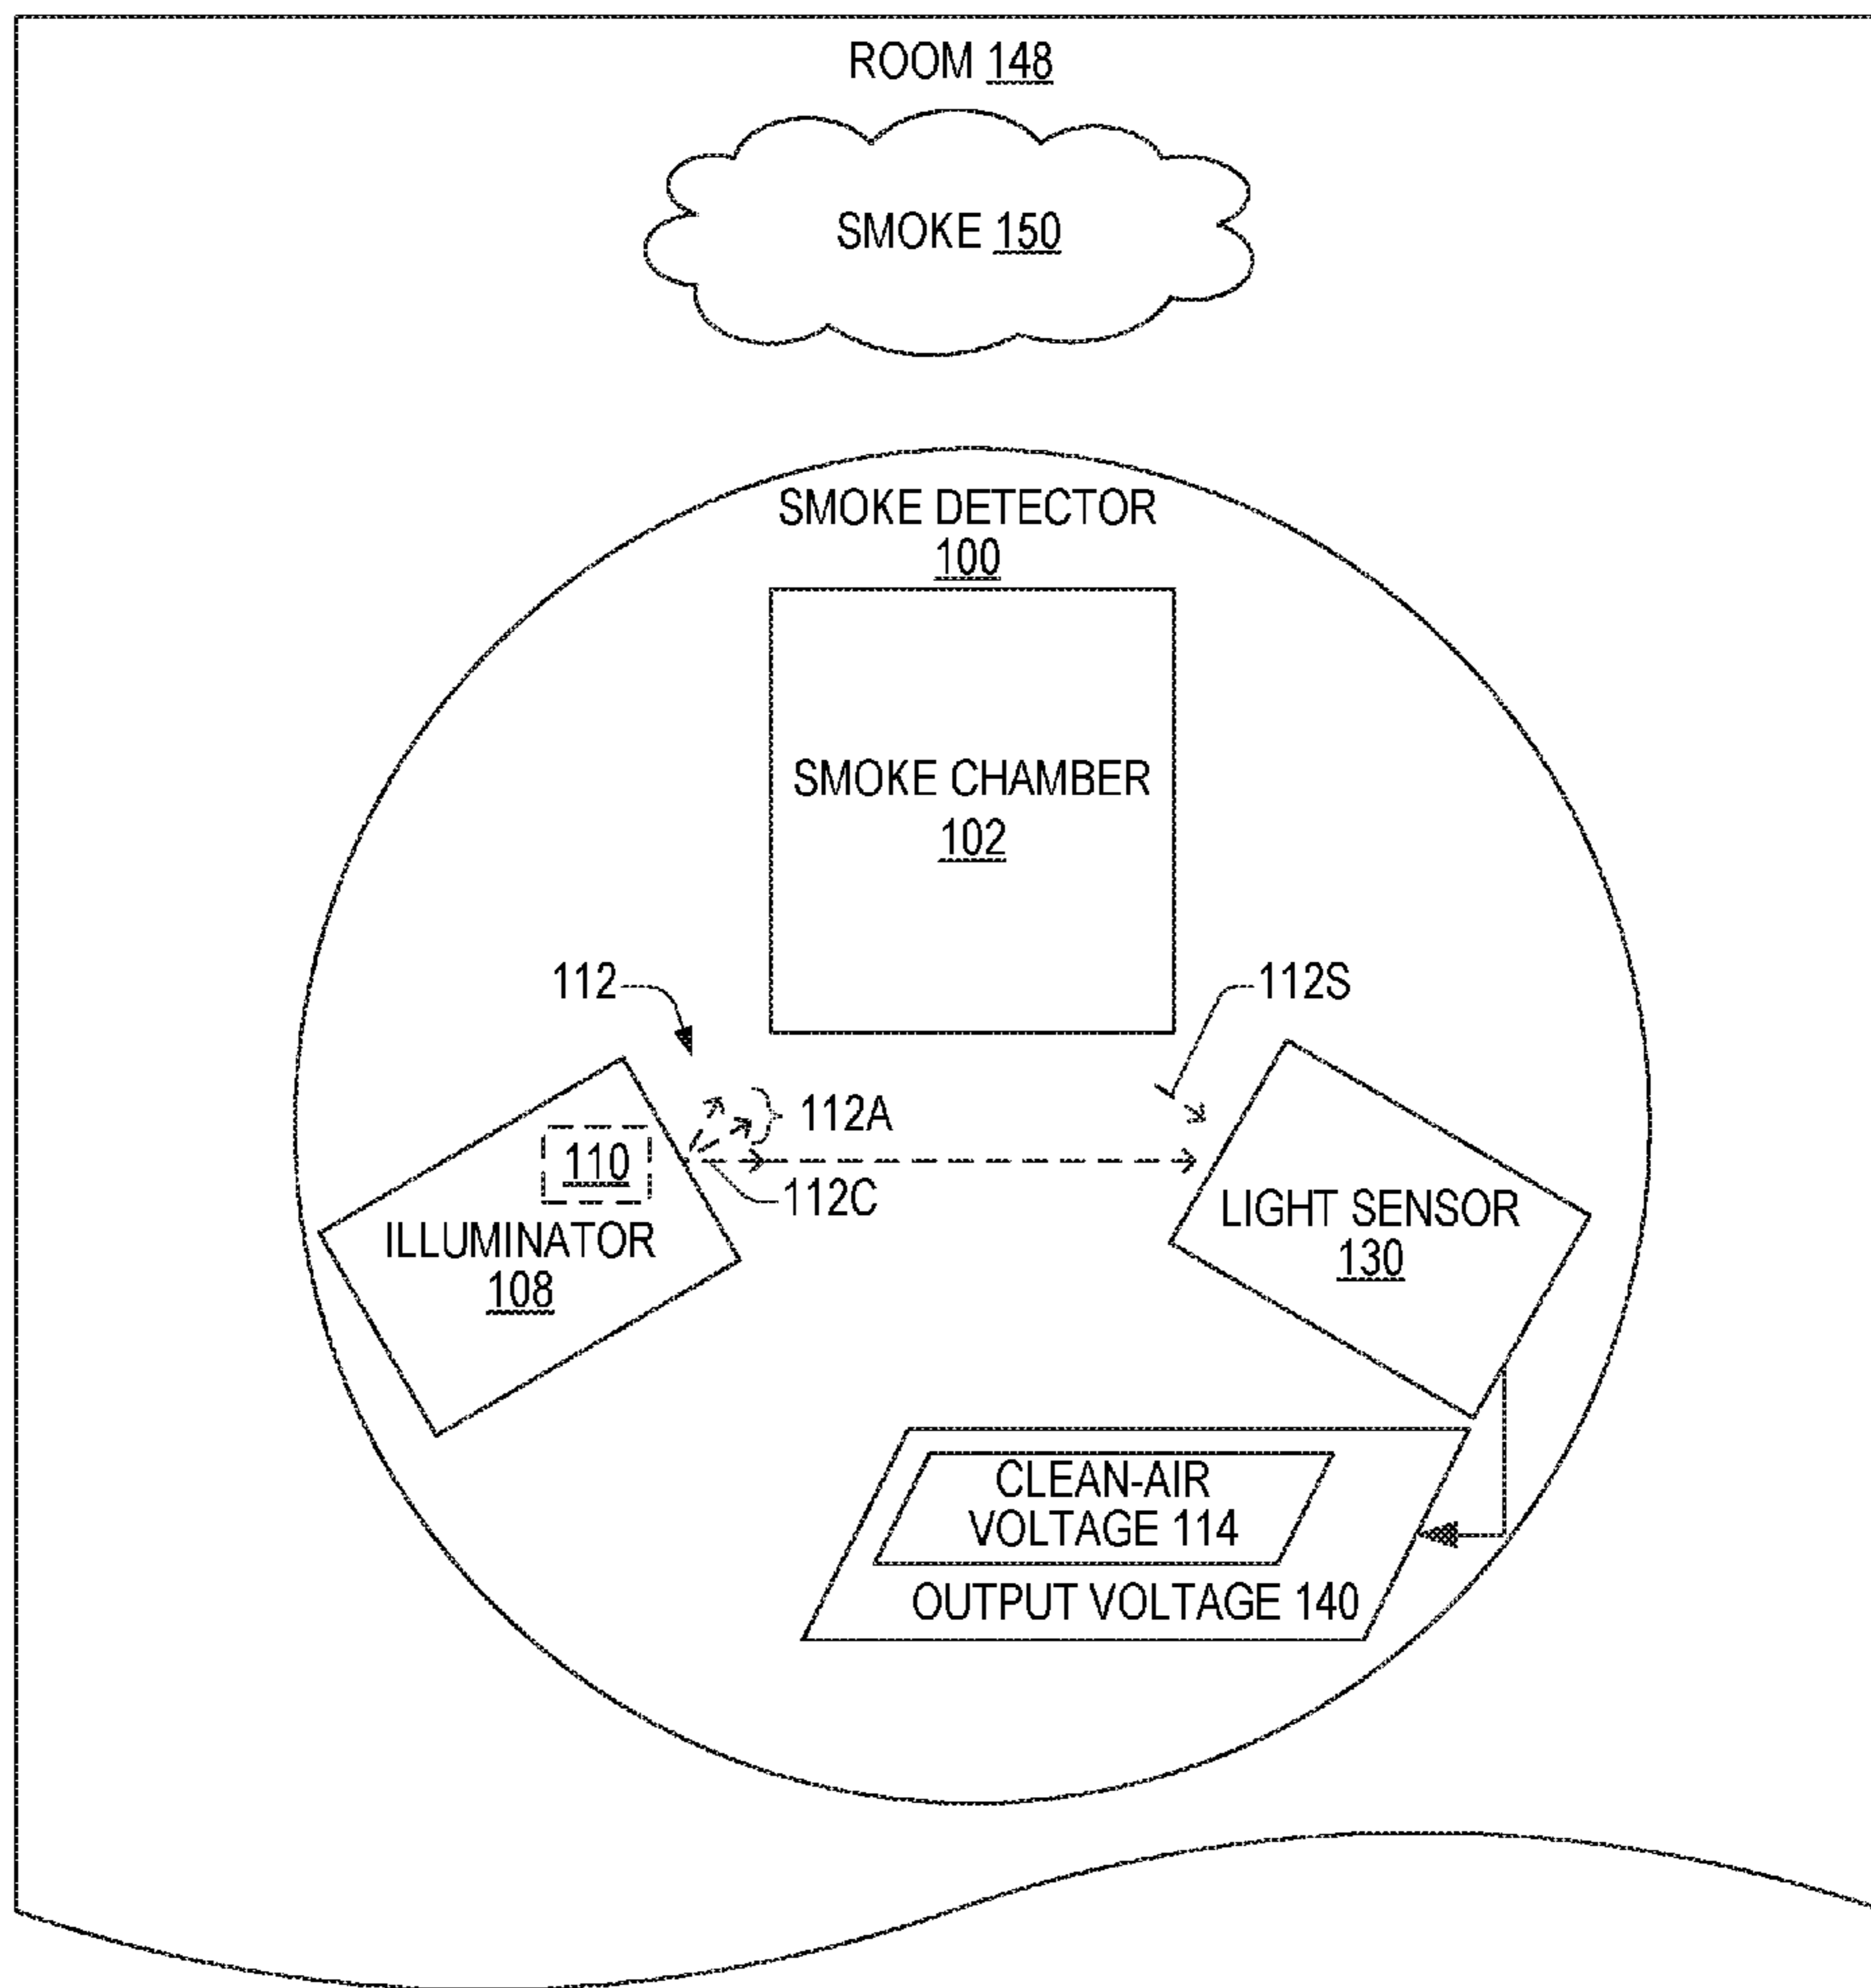 ROOM 148
SMOKE 150
SMOKE DETECTOR
100
SMOKE CHAMBER
102
112
112S
112A
110
112C
ILLUMINATOR
108
LIGHT SENSOR
130
CLEAN-AIR
VOLTAGE 114
OUTPUT VOLTAGE 140